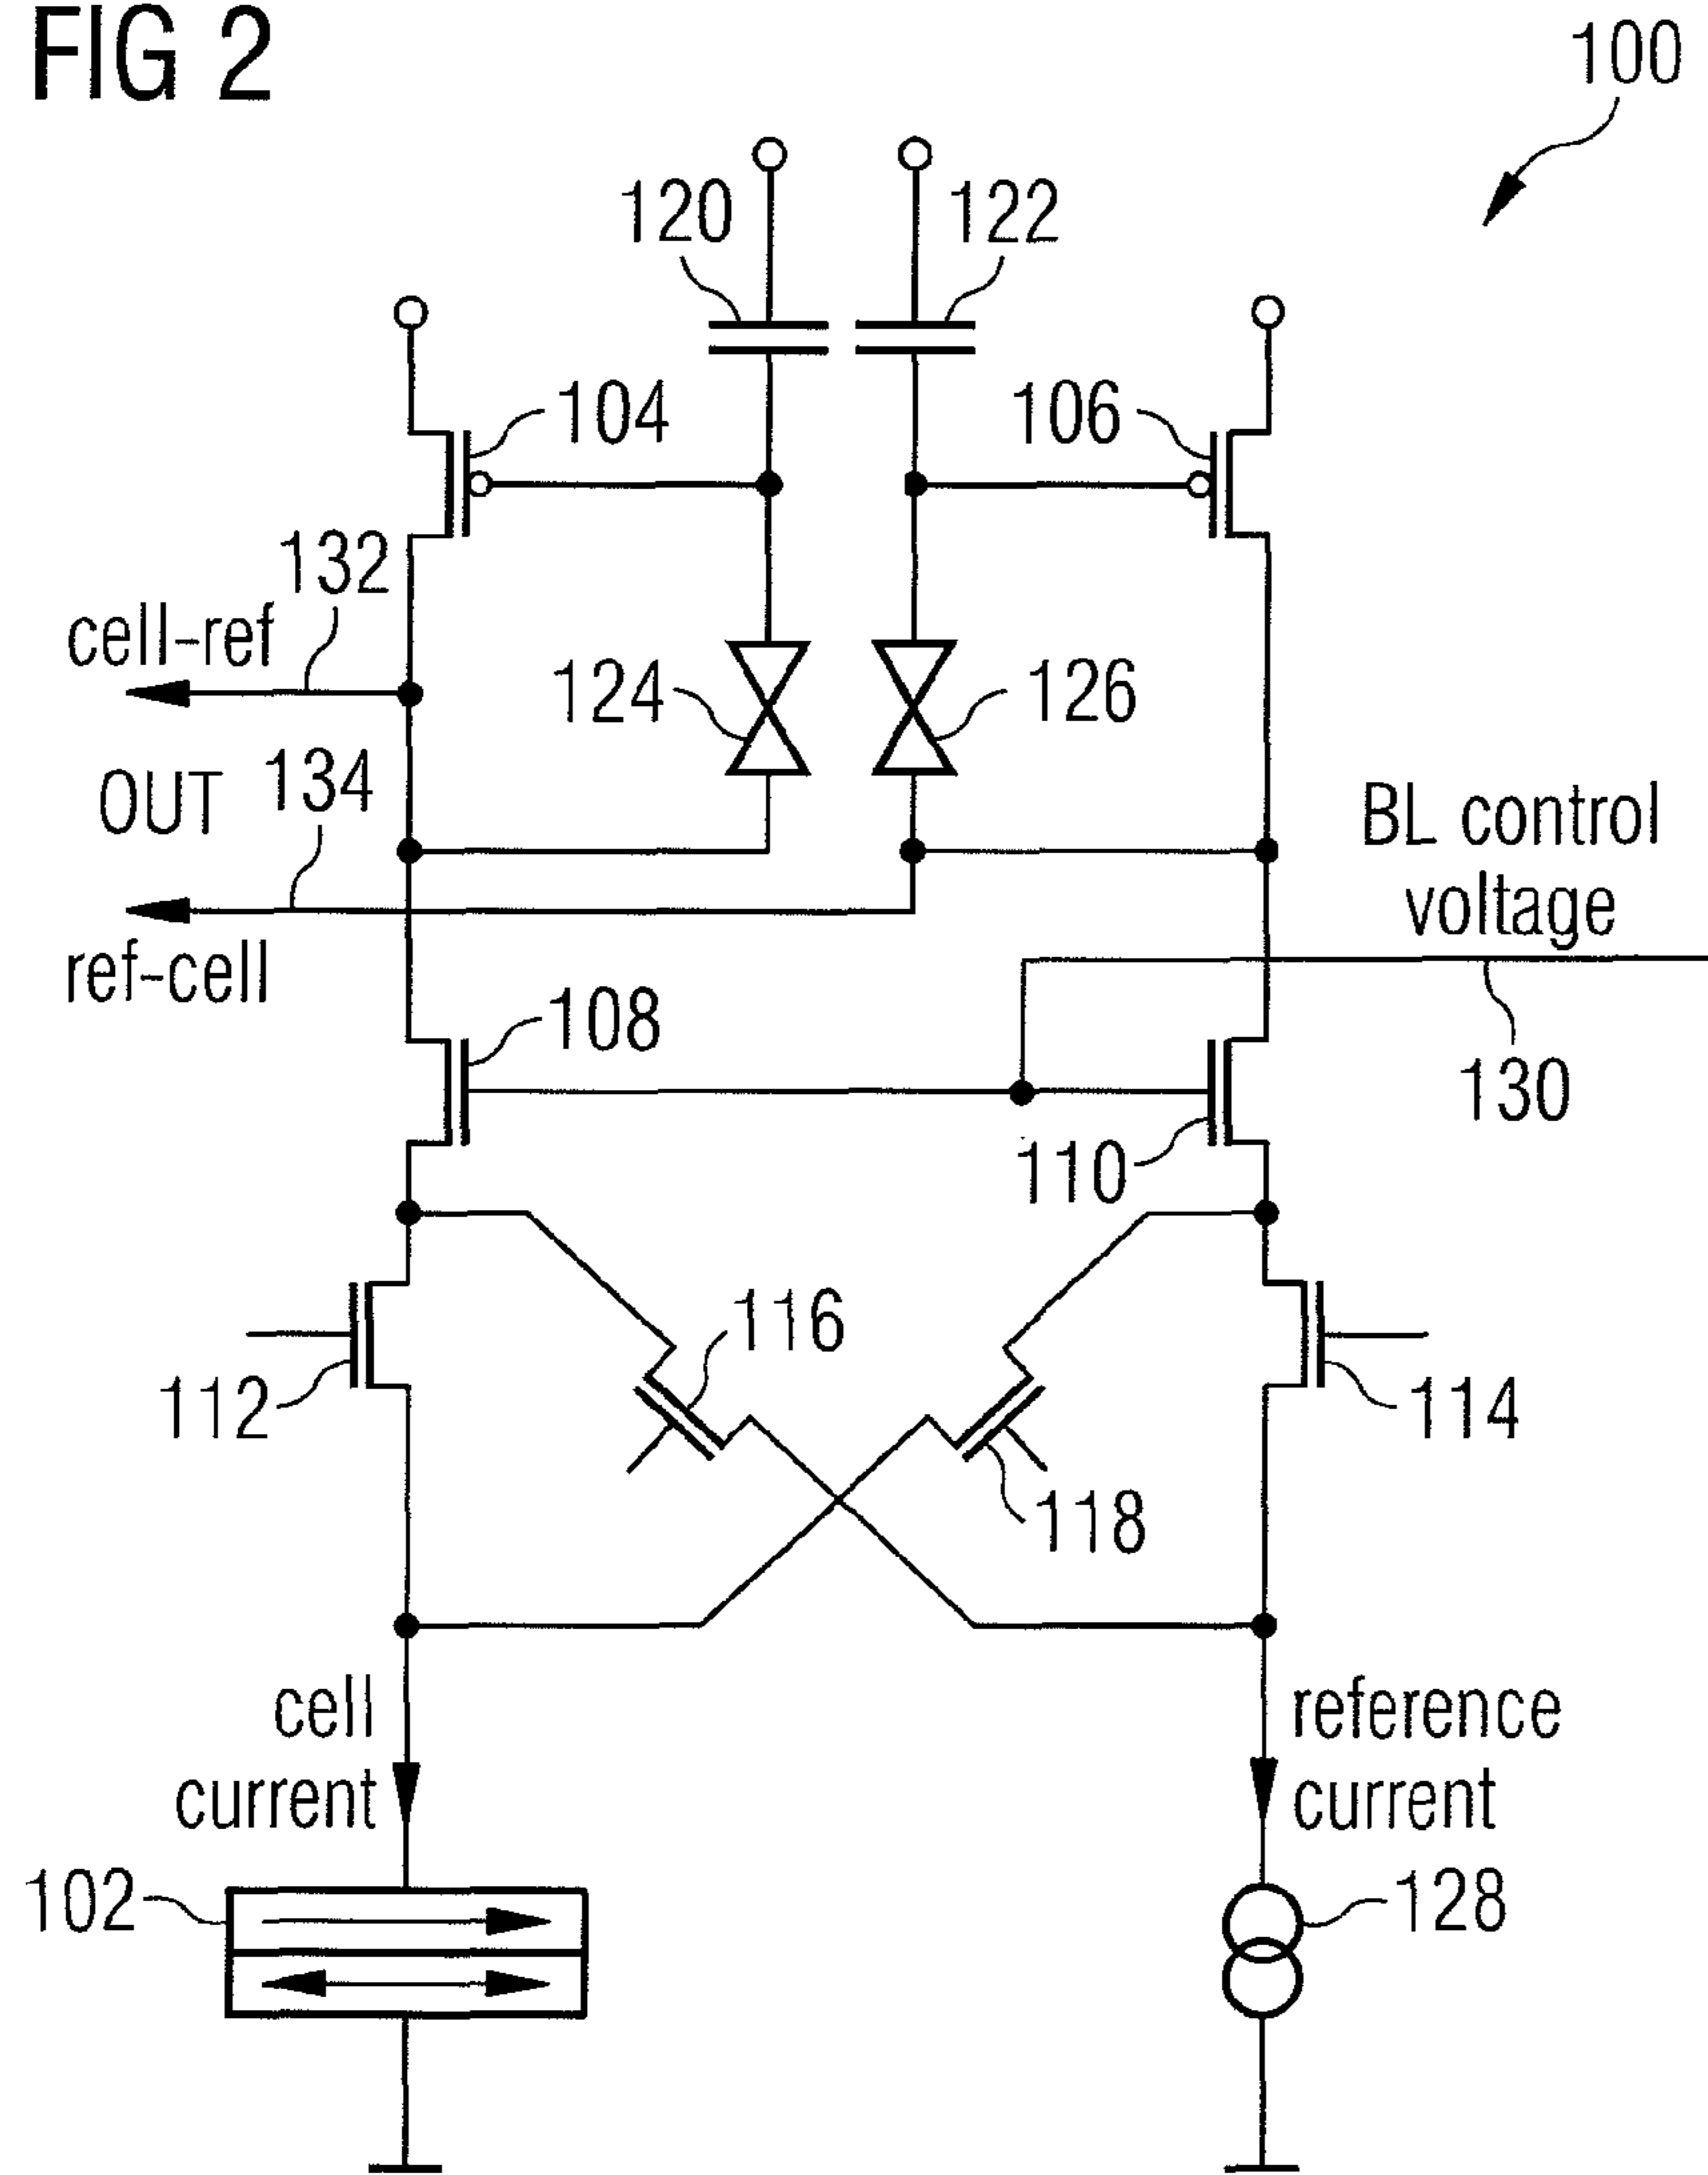 FIG 2
100
120
122
104
106
132
cell-ref
124
126
134
OUT
BL control
voltage
ref-cell
108
130
110
116
112
114
118
cell
current
reference
current
102
128